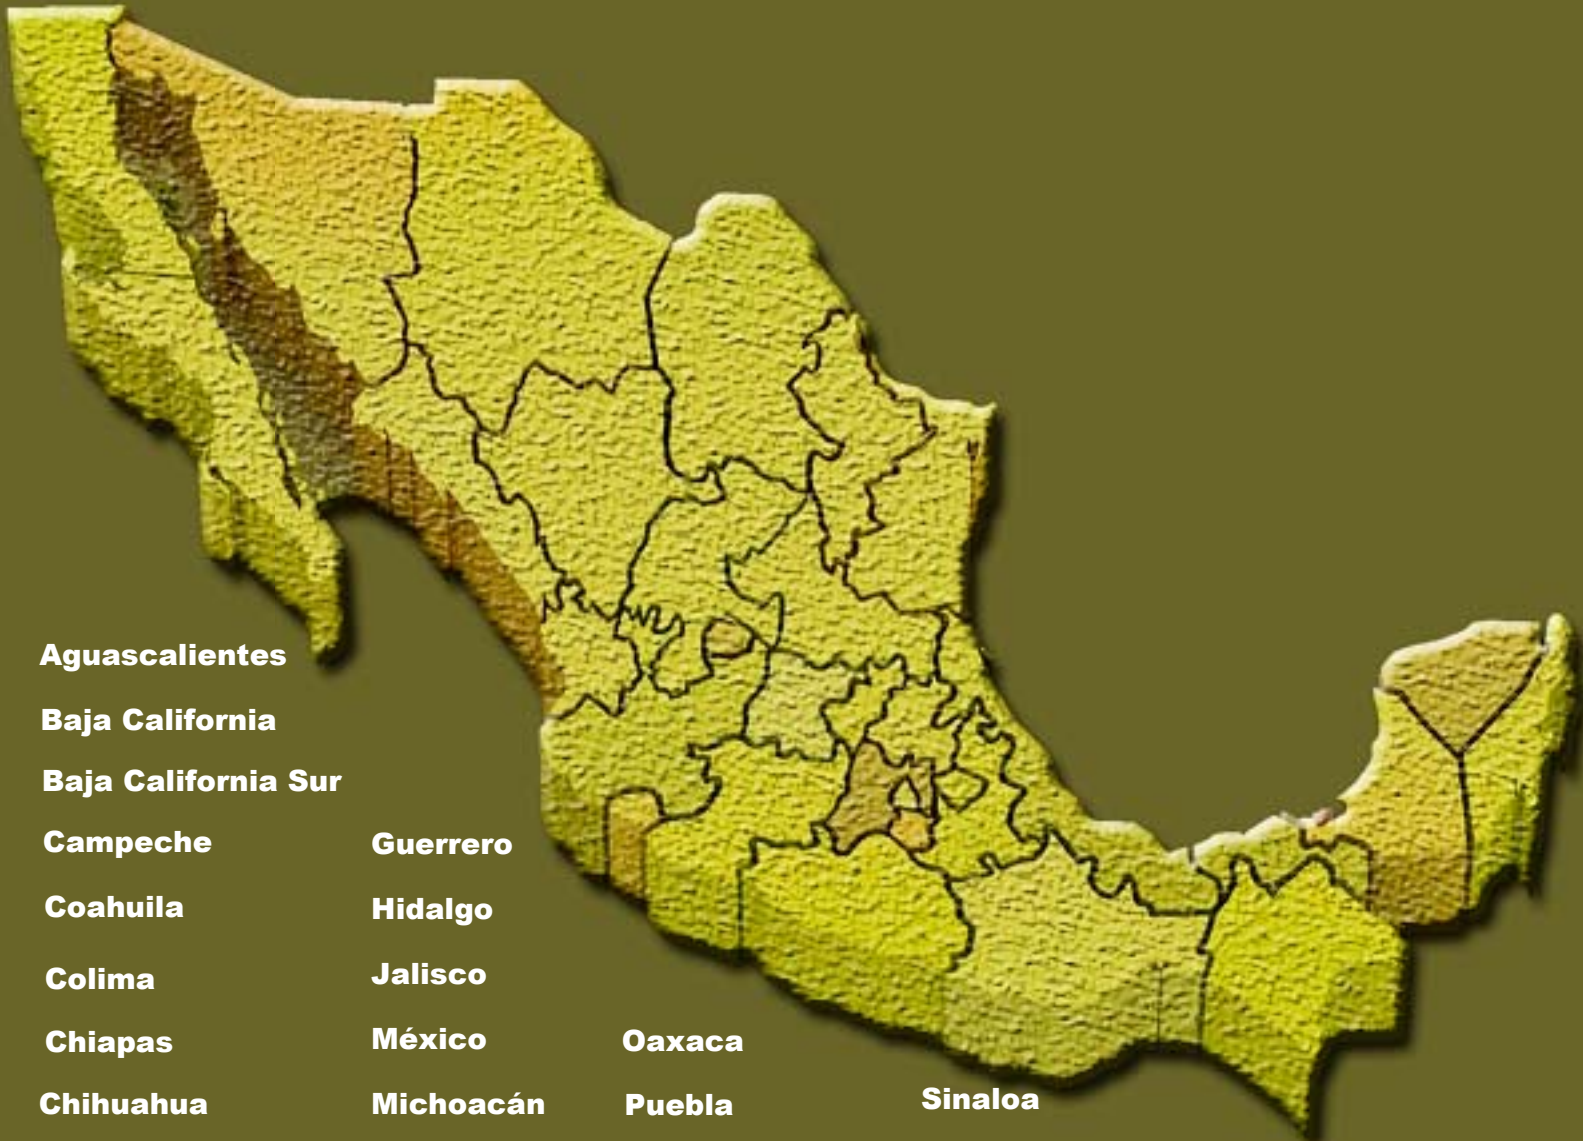 Aguascalientes
Baja California
Baja California Sur
Campeche
Coahuila
Colima
Chiapas
Chihuahua
Guerrero
Hidalgo
Jalisco
México
Michoacán
Oaxaca
Puebla
Sinaloa